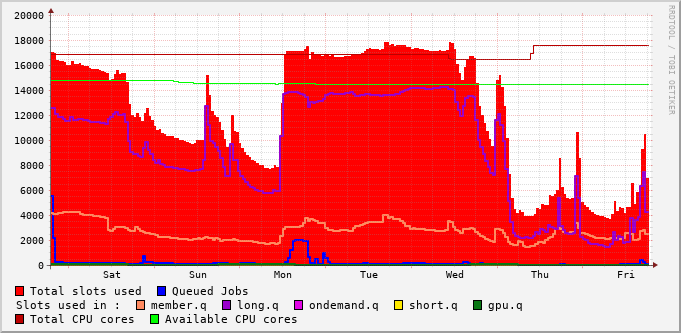 20000
18000
16000
14000
12000
10000
8000
6000
4000
2000
0
Sat Sun Mon Tue Wed Thu Fri
RRDTOOL / TOBI OETIKER
Total slots used Queued Jobs
Slots used in : member.q long.q ondemand.q short.q gpu.q
Total CPU cores Available CPU cores